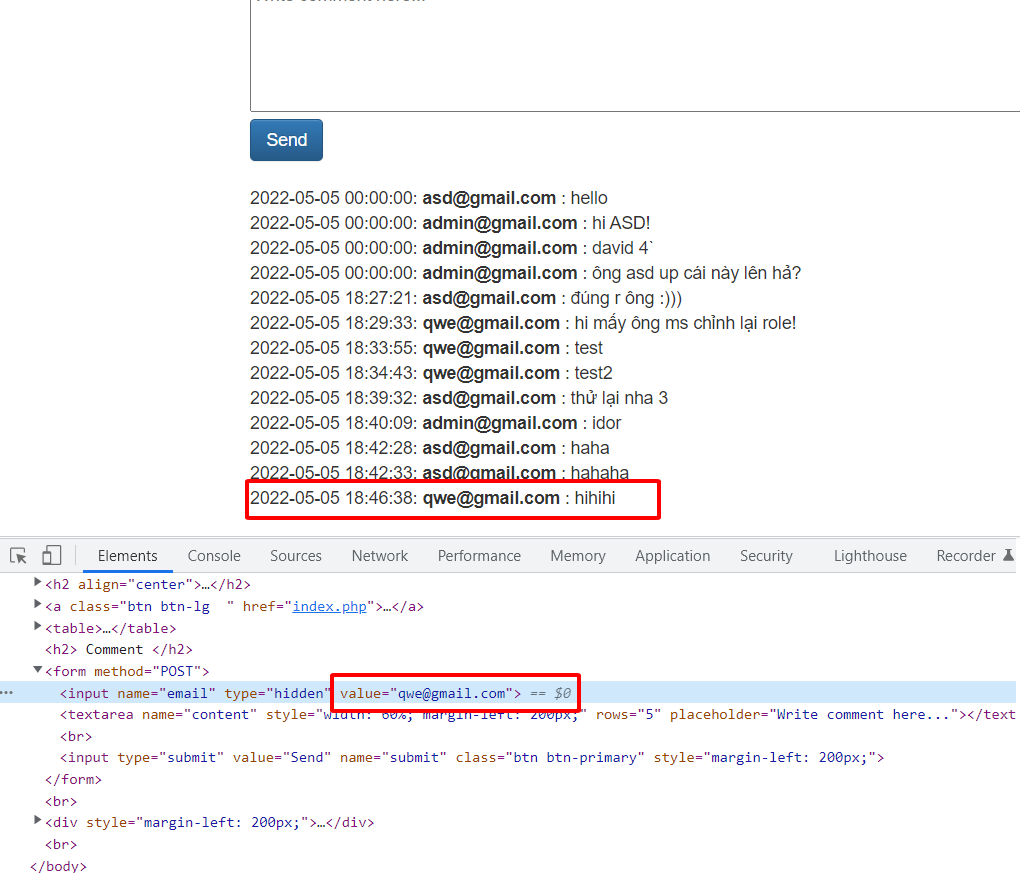 Write comment here...
Send
2022-05-05 00:00:00: asd@gmail.com : hello
2022-05-05 00:00:00: admin@gmail.com : hi ASD!
2022-05-05 00:00:00: admin@gmail.com : david 4`
2022-05-05 00:00:00: admin@gmail.com : ông asd up cái này lên hả?
2022-05-05 18:27:21: asd@gmail.com : đúng r ông :)))
2022-05-05 18:29:33: qwe@gmail.com : hi mấy ông ms chỉnh lại role!
2022-05-05 18:33:55: qwe@gmail.com : test
2022-05-05 18:34:43: qwe@gmail.com : test2
2022-05-05 18:39:32: asd@gmail.com : thử lại nha 3
2022-05-05 18:40:09: admin@gmail.com : idor
2022-05-05 18:42:28: asd@gmail.com : haha
2022-05-05 18:42:33: asd@gmail.com : hahaha
2022-05-05 18:46:38: qwe@gmail.com : hihihi
Elements Console Sources Network Performance Memory Application Security Lighthouse Recorder
<h2 align="center">…</h2>
<a class="btn btn-lg  " href="index.php">…</a>
<table>…</table>
<h2> Comment </h2>
<form method="POST">
<input name="email" type="hidden" value="qwe@gmail.com"> == $0
<textarea name="content" style="width: 60%; margin-left: 200px;" rows="5" placeholder="Write comment here..."></text
<br>
<input type="submit" value="Send" name="submit" class="btn btn-primary" style="margin-left: 200px;">
</form>
<br>
<div style="margin-left: 200px;">…</div>
<br>
</body>